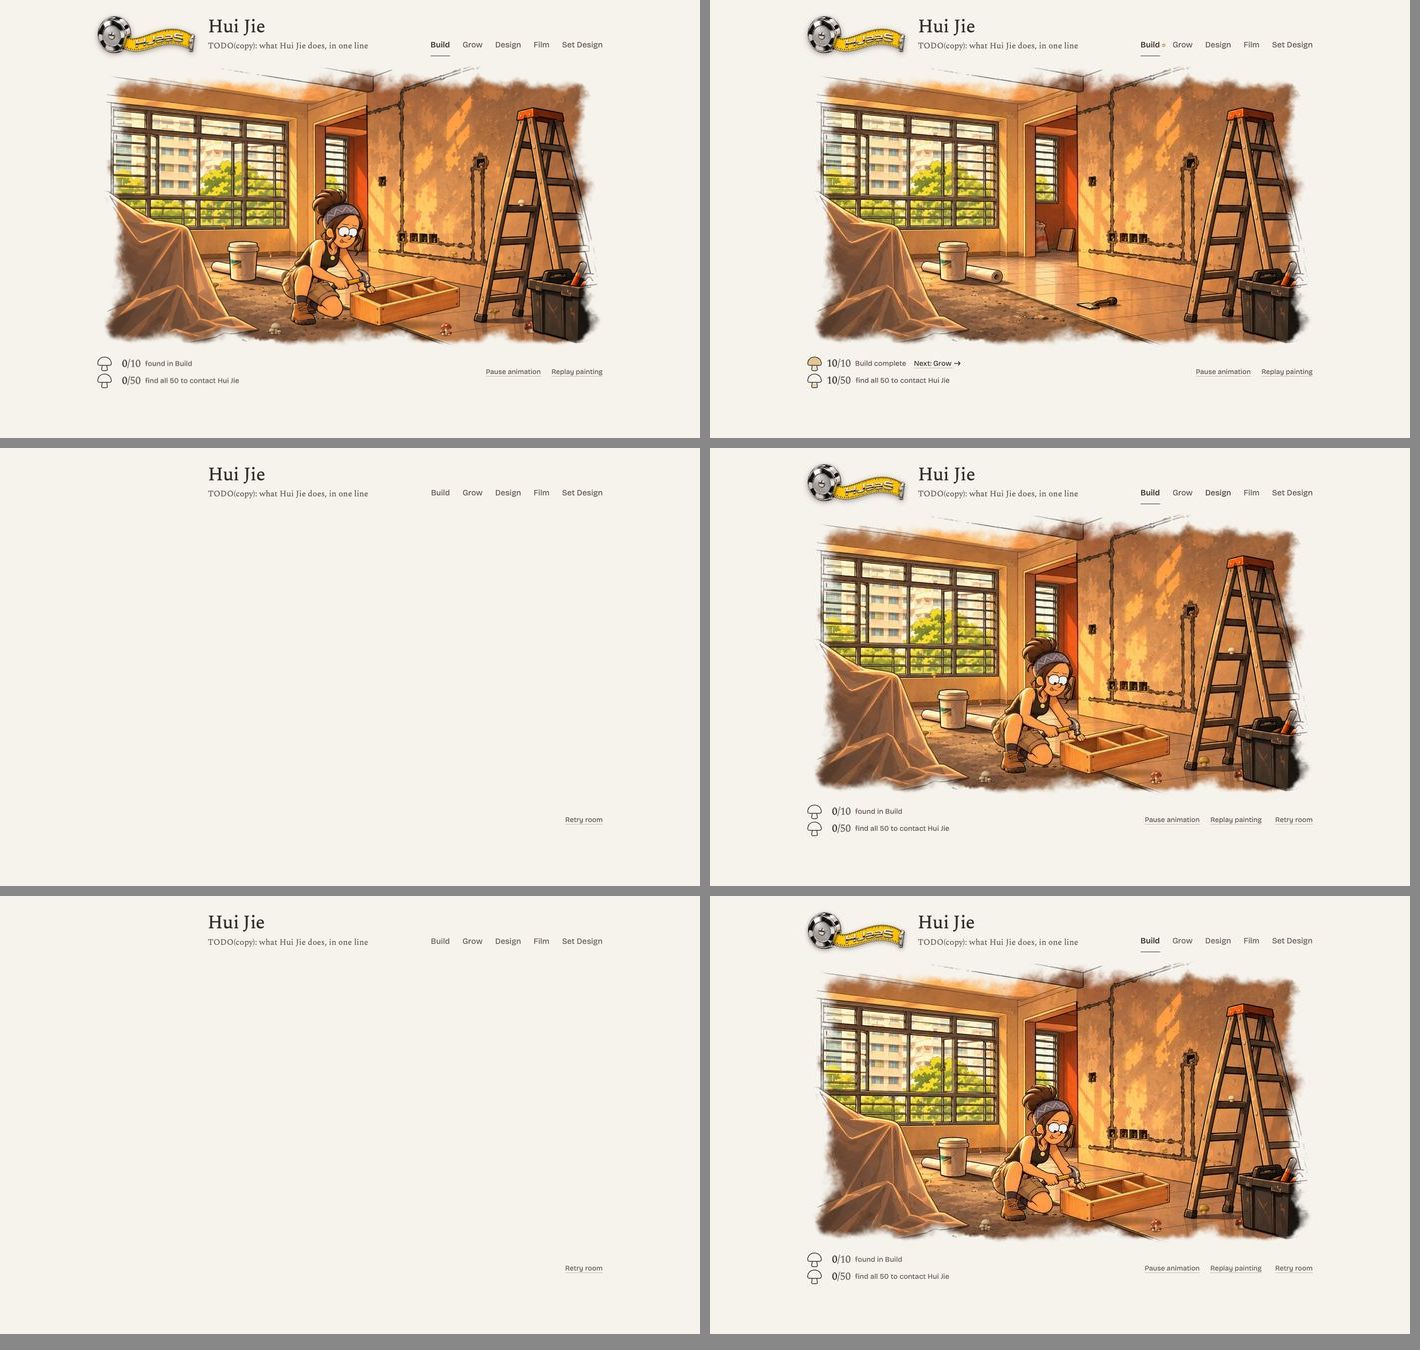 Hui Jie
TODO(copy): what Hui Jie does, in one line
Build Grow Design Film Set Design
0/10 found in Build
0/50 find all 50 to contact Hui Jie
Pause animation Replay painting
Hui Jie
TODO(copy): what Hui Jie does, in one line
Build Grow Design Film Set Design
10/10 Build complete Next: Grow →
10/50 find all 50 to contact Hui Jie
Pause animation Replay painting
Hui Jie
TODO(copy): what Hui Jie does, in one line
Build Grow Design Film Set Design
Retry room
Hui Jie
TODO(copy): what Hui Jie does, in one line
Build Grow Design Film Set Design
0/10 found in Build
0/50 find all 50 to contact Hui Jie
Pause animation Replay painting Retry room
Hui Jie
TODO(copy): what Hui Jie does, in one line
Build Grow Design Film Set Design
Retry room
Hui Jie
TODO(copy): what Hui Jie does, in one line
Build Grow Design Film Set Design
0/10 found in Build
0/50 find all 50 to contact Hui Jie
Pause animation Replay painting Retry room